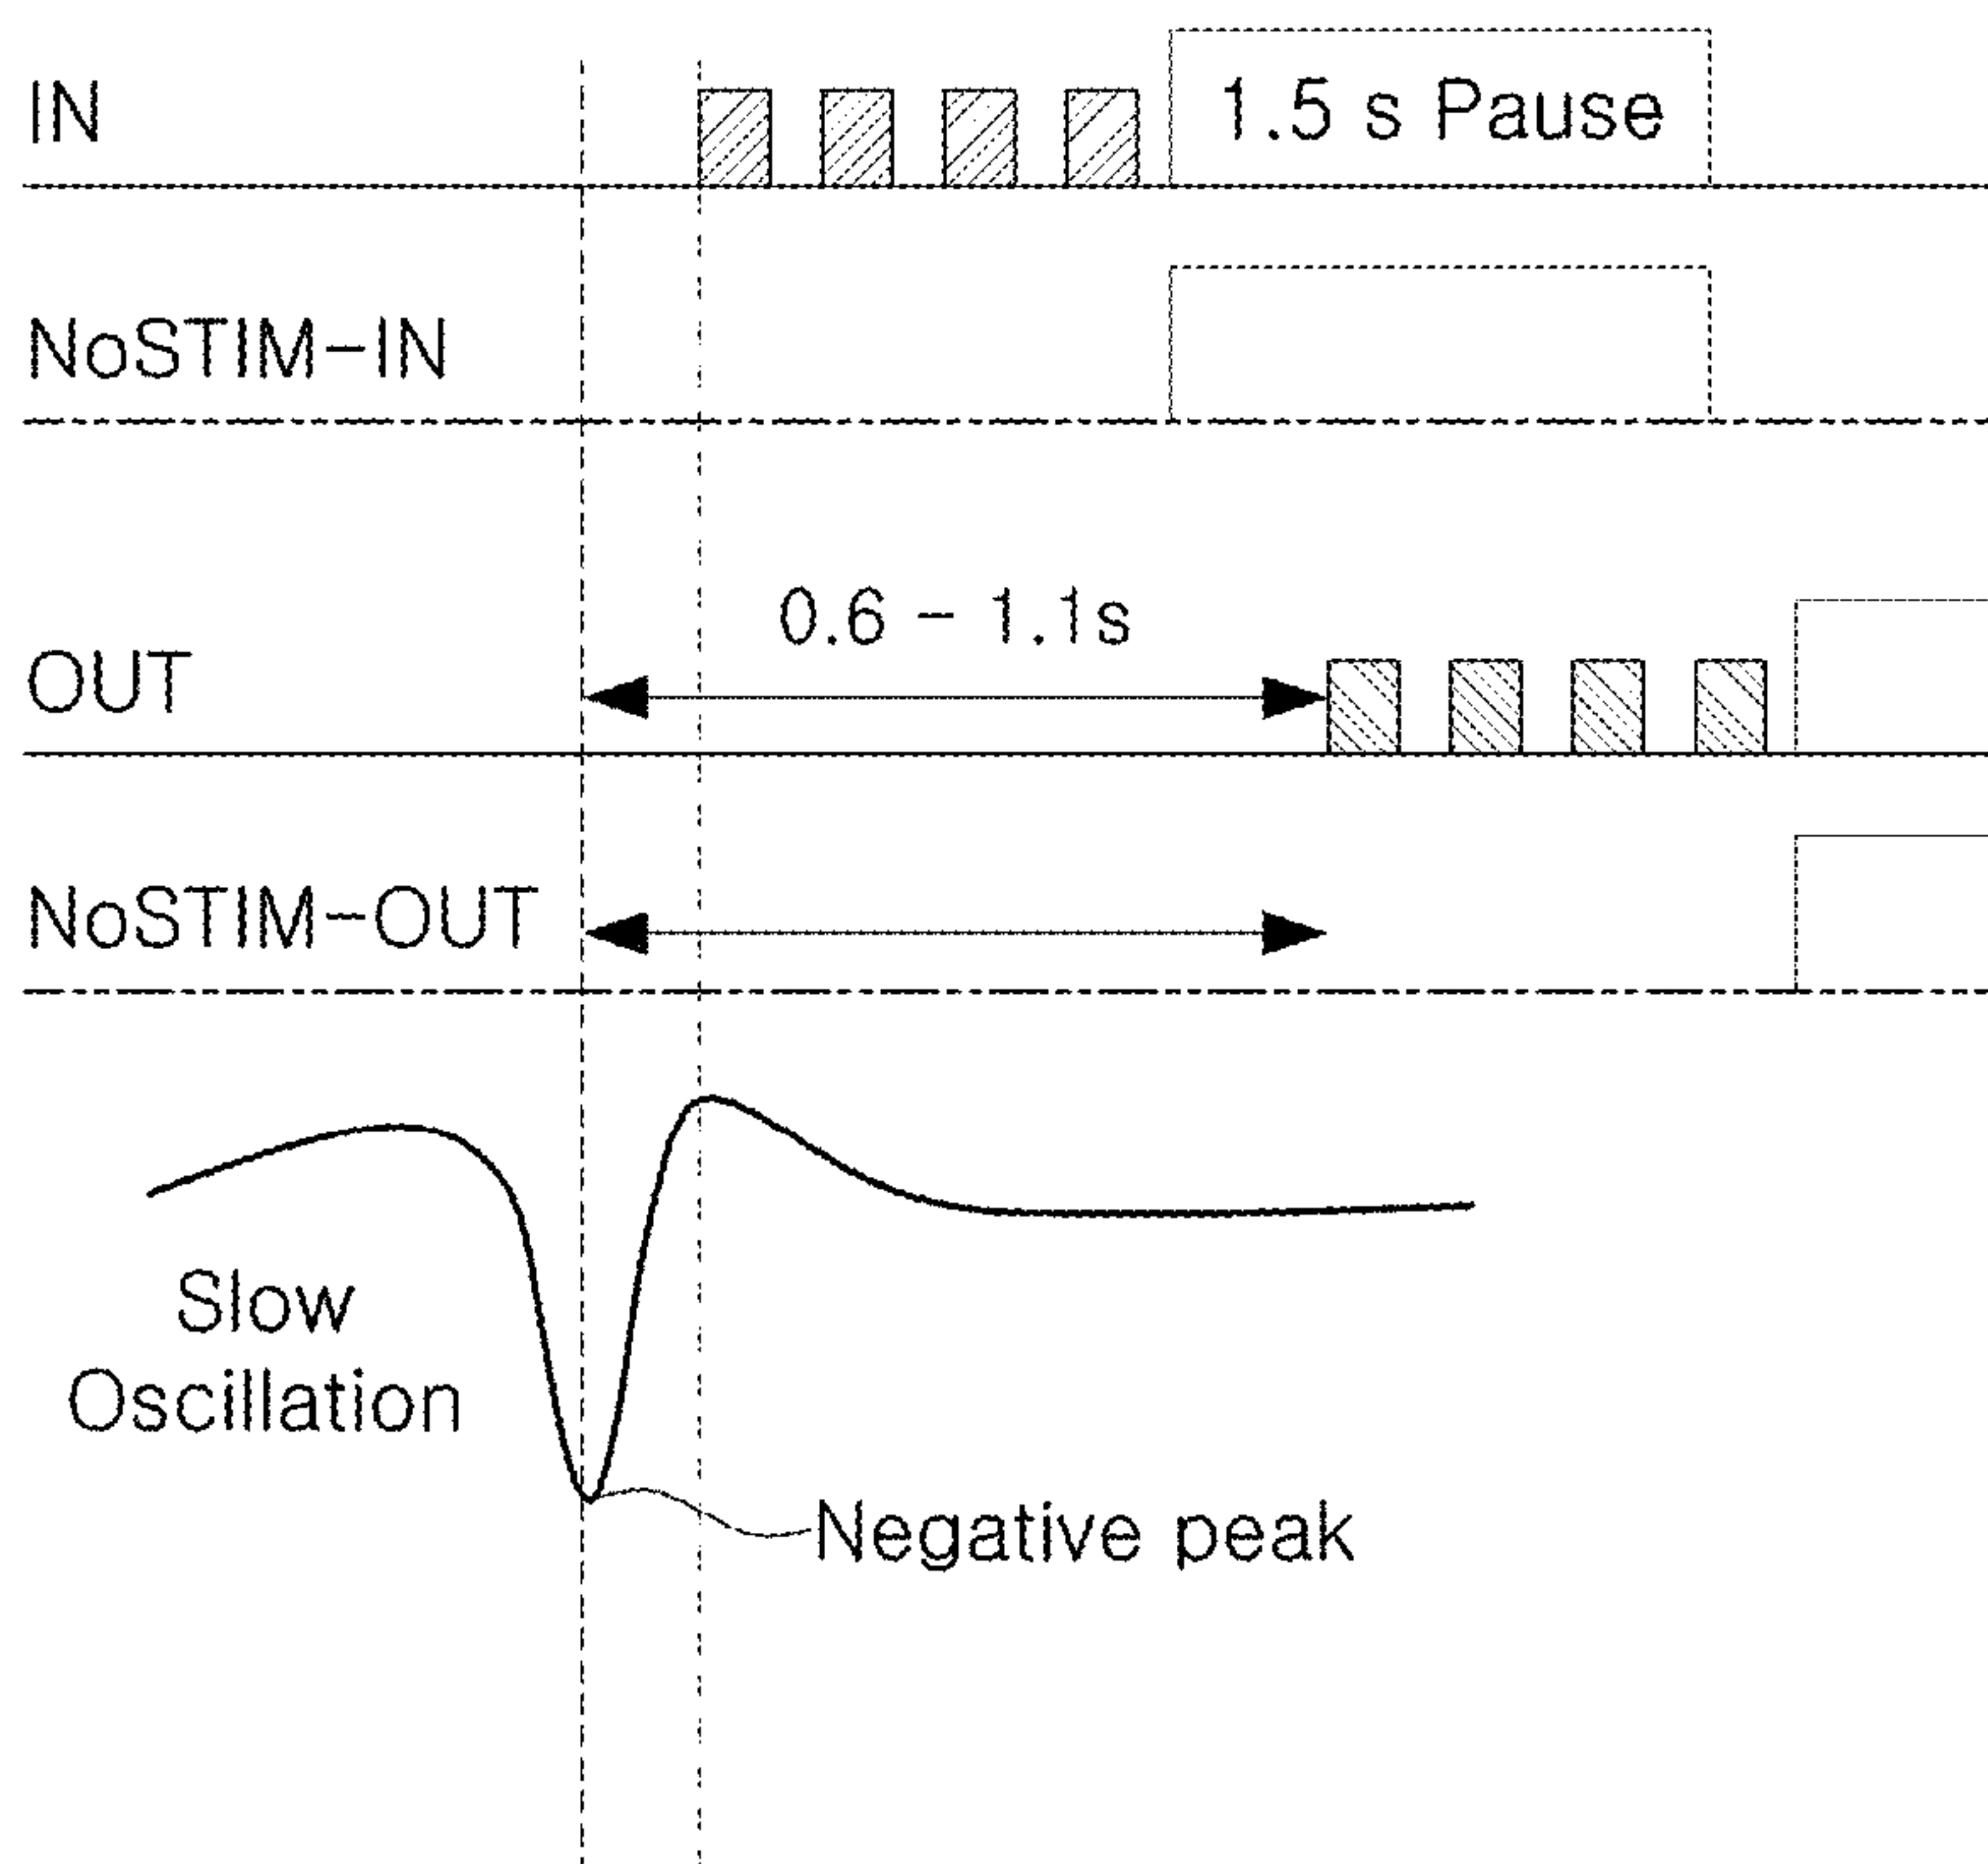 IN
1.5 s Pause
NoSTIM-IN
0.6 - 1.1s
OUT
NoSTIM-OUT
Slow
Oscillation
Negative peak